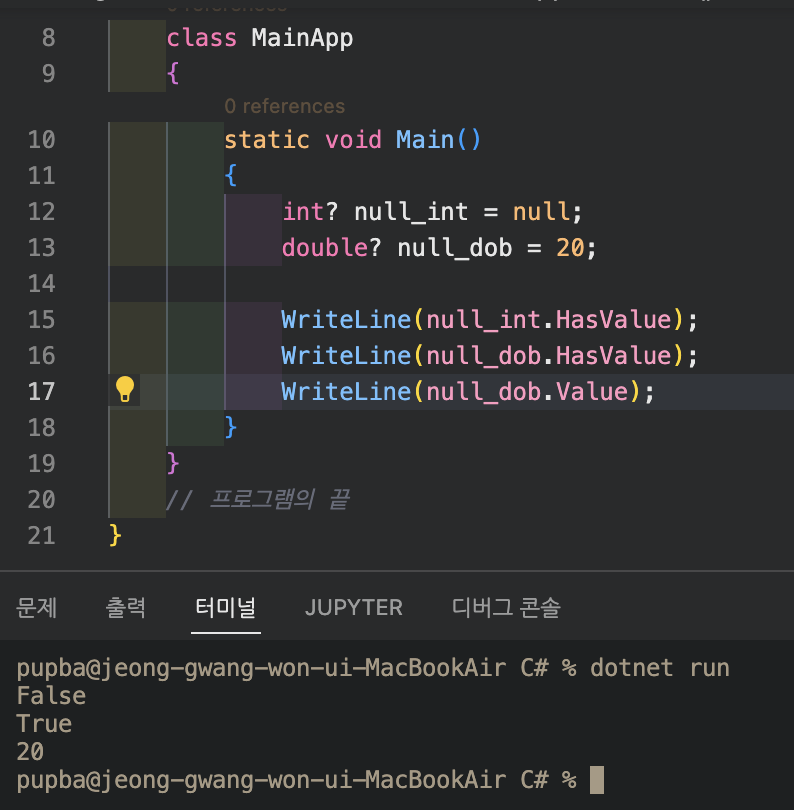 8 class MainApp
9 {
0 references
10 static void Main()
11 {
12 int? null_int = null;
13 double? null_dob = 20;
14
15 WriteLine(null_int.HasValue);
16 WriteLine(null_dob.HasValue);
17 WriteLine(null_dob.Value);
18 }
19 }
20 // 프로그램의 끝
21 }
문제 출력 터미널 JUPYTER 디버그 콘솔
pupba@jeong-gwang-won-ui-MacBookAir C# % dotnet run
False
True
20
pupba@jeong-gwang-won-ui-MacBookAir C# %